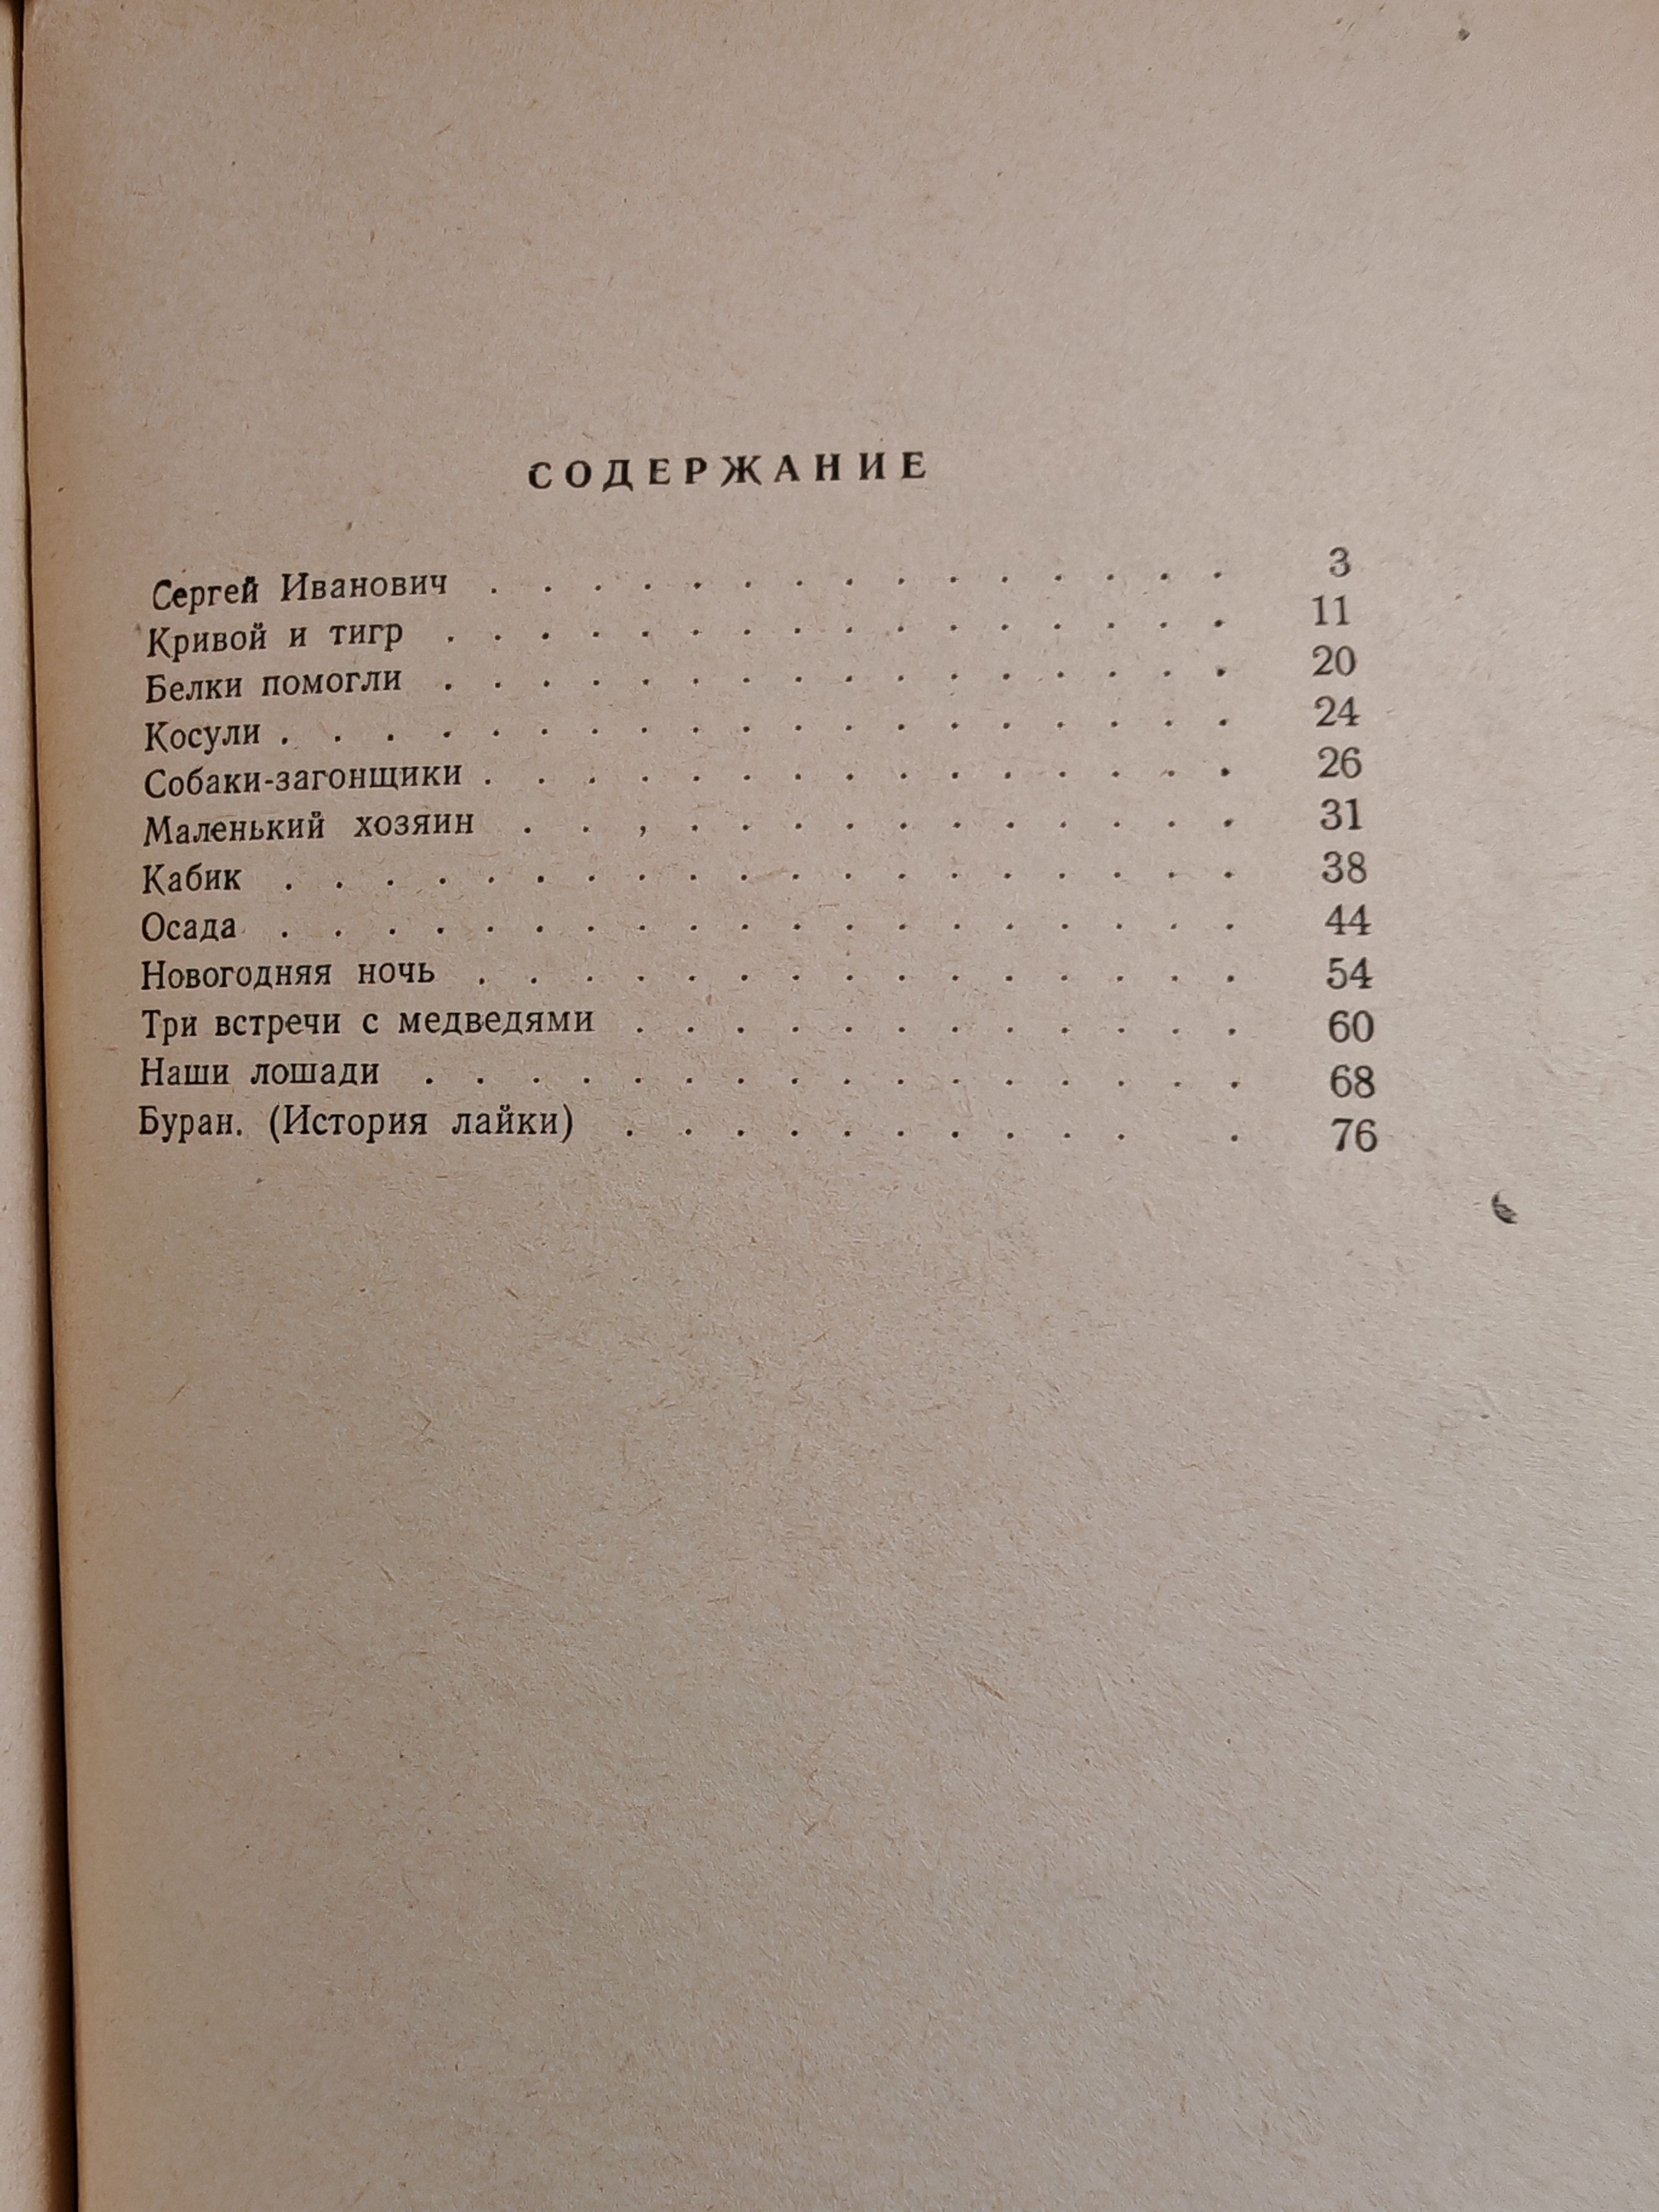 СОДЕРЖАНИЕ
Сергей Иванович . . . . . . . . . . . . . . . 3
Кривой и тигр . . . . . . . . . . . . . . . . 11
Белки помогли . . . . . . . . . . . . . . . . 20
Косули . . . . . . . . . . . . . . . . . . . 24
Собаки-загонщики . . . . . . . . . . . . . . . 26
Маленький хозяин . . , . . . . . . . . . . . 31
Кабик . . . . . . . . . . . . . . . . . . . 38
Осада . . . . . . . . . . . . . . . . . . . 44
Новогодняя ночь . . . . . . . . . . . . . . . 54
Три встречи с медведями . . . . . . . . . . . . 60
Наши лошади . . . . . . . . . . . . . . . . 68
Буран. (История лайки) . . . . . . . . . . . 76